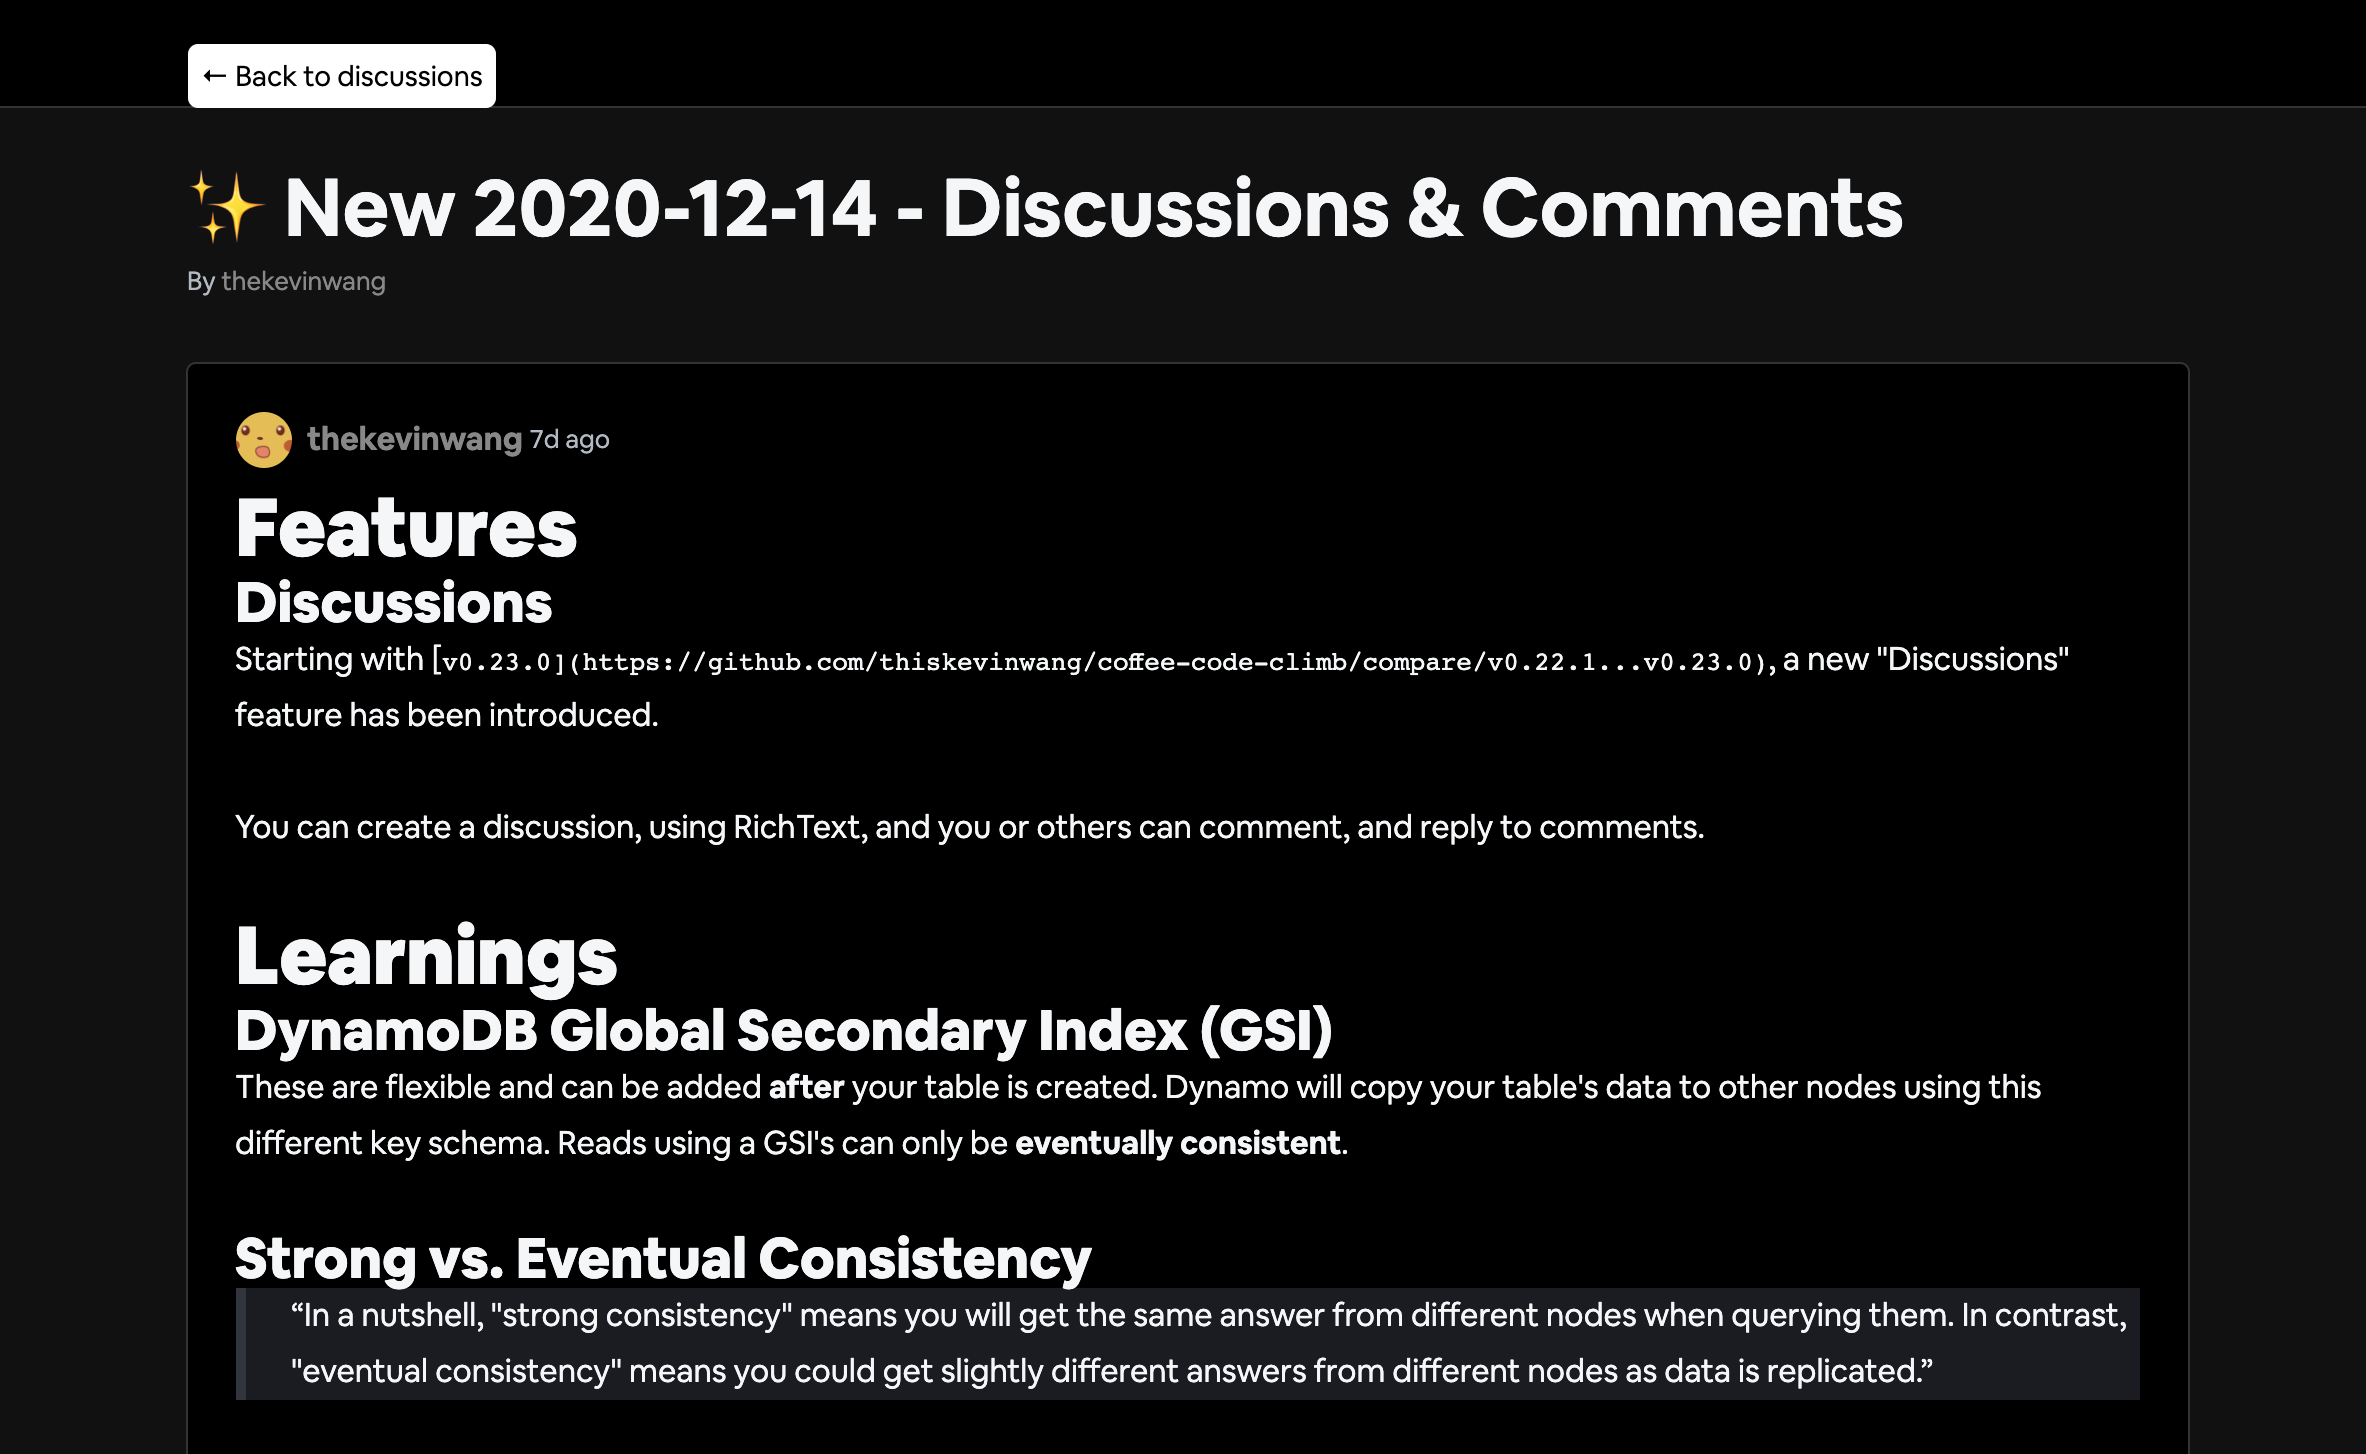 ← Back to discussions
✨ New 2020-12-14 - Discussions & Comments
By thekevinwang
thekevinwang 7d ago
Features
Discussions
Starting with [v0.23.0](https://github.com/thiskevinwang/coffee-code-climb/compare/v0.22.1...v0.23.0), a new "Discussions"
feature has been introduced.
You can create a discussion, using RichText, and you or others can comment, and reply to comments.
Learnings
DynamoDB Global Secondary Index (GSI)
These are flexible and can be added after your table is created. Dynamo will copy your table's data to other nodes using this
different key schema. Reads using a GSI's can only be eventually consistent.
Strong vs. Eventual Consistency
“In a nutshell, "strong consistency" means you will get the same answer from different nodes when querying them. In contrast,
"eventual consistency" means you could get slightly different answers from different nodes as data is replicated.”